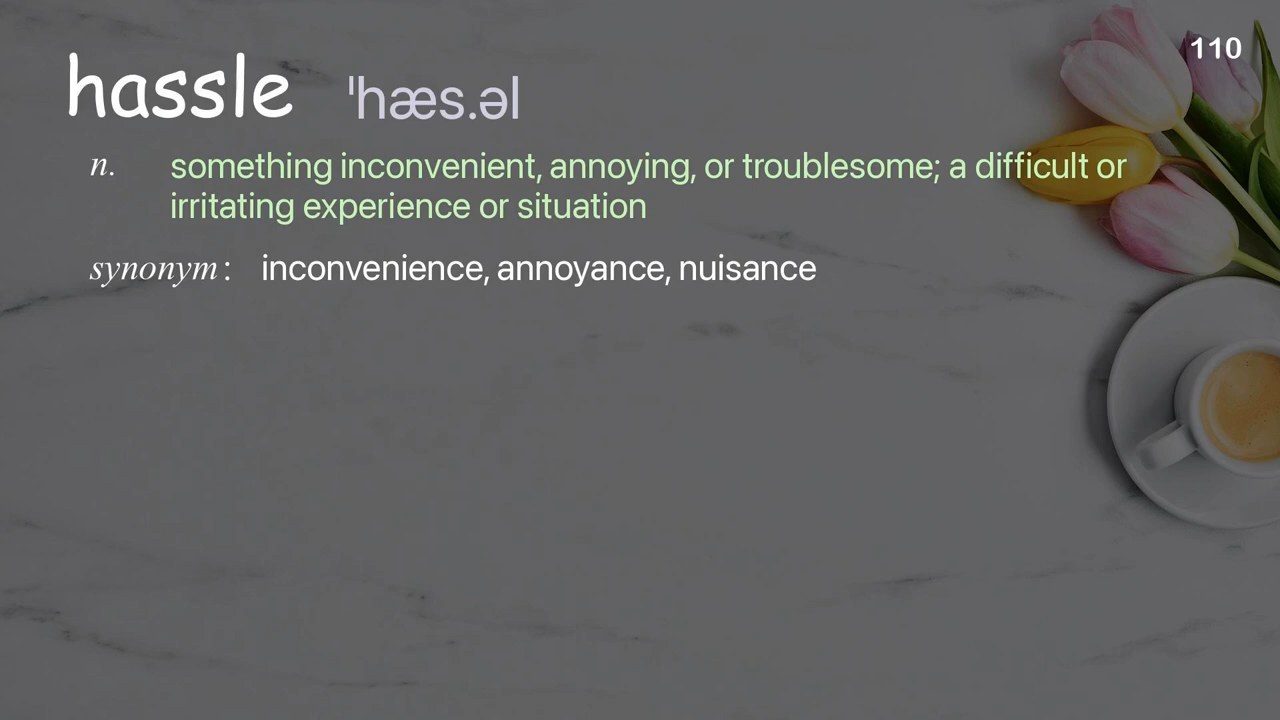 110
hassle ˈhæs.əl
n. something inconvenient, annoying, or troublesome; a difficult or
irritating experience or situation
synonym: inconvenience, annoyance, nuisance